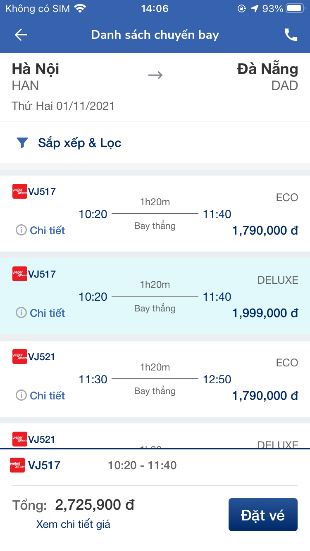 Không có SIM 14:06 93%
Danh sách chuyến bay
Hà Nội → Đà Nẵng
HAN DAD
Thứ Hai 01/11/2021
Sắp xếp & Lọc
VJ517 ECO
1h20m
10:20 11:40
Bay thẳng
Chi tiết 1,790,000 đ
VJ517 DELUXE
1h20m
10:20 11:40
Bay thẳng
Chi tiết 1,999,000 đ
VJ521 ECO
1h20m
11:30 12:50
Bay thẳng
Chi tiết 1,790,000 đ
VJ521 DELUXE
VJ517 10:20 - 11:40
Tổng: 2,725,900 đ
Xem chi tiết giá
Đặt vé